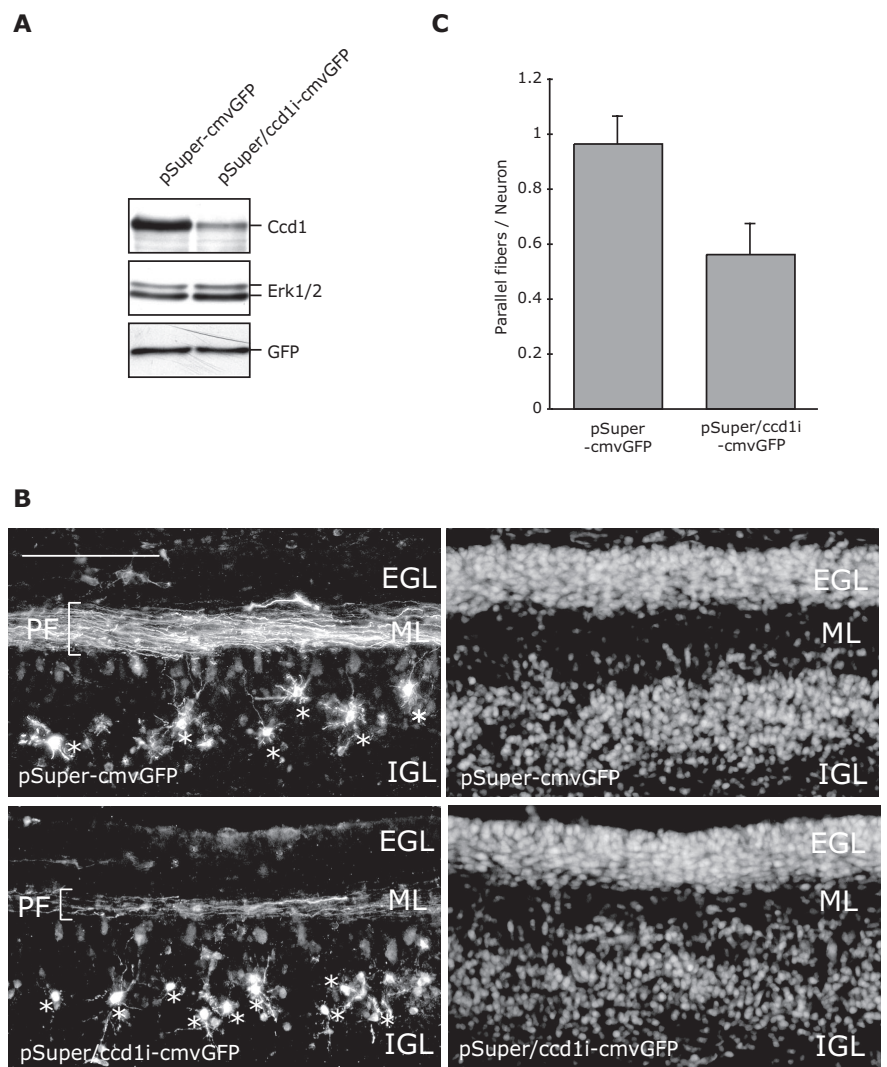 A
pSuper-cmvGFP
pSuper/ccd1i-cmvGFP
Ccd1
Erk1/2
GFP
C
Parallel fibers / Neuron
1.2
1
0.8
0.6
0.4
0.2
0
pSuper
-cmvGFP
pSuper/ccd1i
-cmvGFP
B
EGL
PF
ML
* * * * *
IGL
pSuper-cmvGFP
EGL
ML
IGL
pSuper-cmvGFP
EGL
PF
ML
* * * * * * * * *
IGL
pSuper/ccd1i-cmvGFP
EGL
ML
IGL
pSuper/ccd1i-cmvGFP